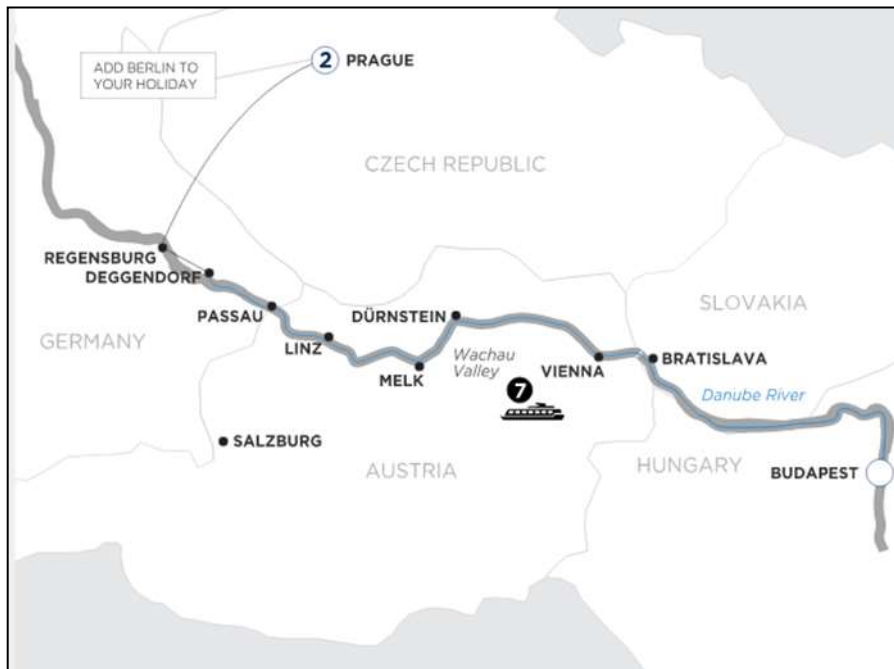 ADD BERLIN TO
YOUR HOLIDAY
2 PRAGUE
CZECH REPUBLIC
REGENSBURG
DEGGENDORF
PASSAU
DÜRNSTEIN
SLOVAKIA
GERMANY
LINZ
Wachau
Valley
VIENNA
BRATISLAVA
MELK
7
Danube River
SALZBURG
AUSTRIA
HUNGARY
BUDAPEST